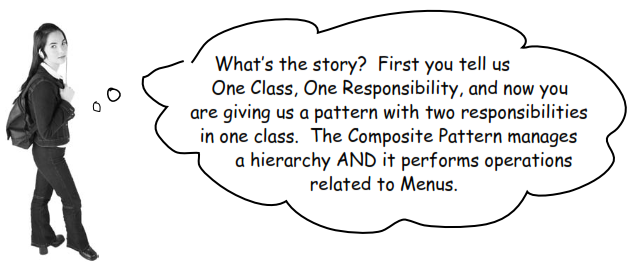 What's the story? First you tell us
One Class, One Responsibility, and now you
are giving us a pattern with two responsibilities
in one class. The Composite Pattern manages
a hierarchy AND it performs operations
related to Menus.